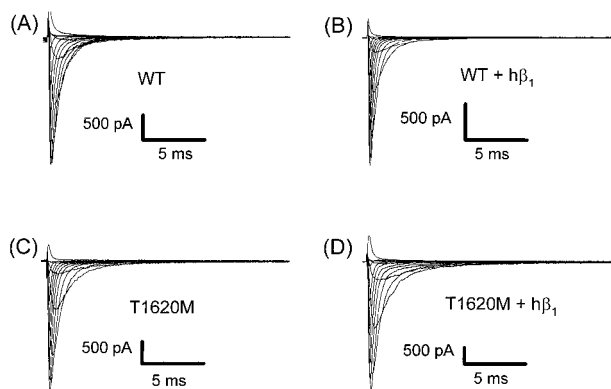 (A)
WT
500 pA
5 ms
(B)
WT + hβ₁
500 pA
5 ms
(C)
T1620M
500 pA
5 ms
(D)
T1620M + hβ₁
500 pA
5 ms